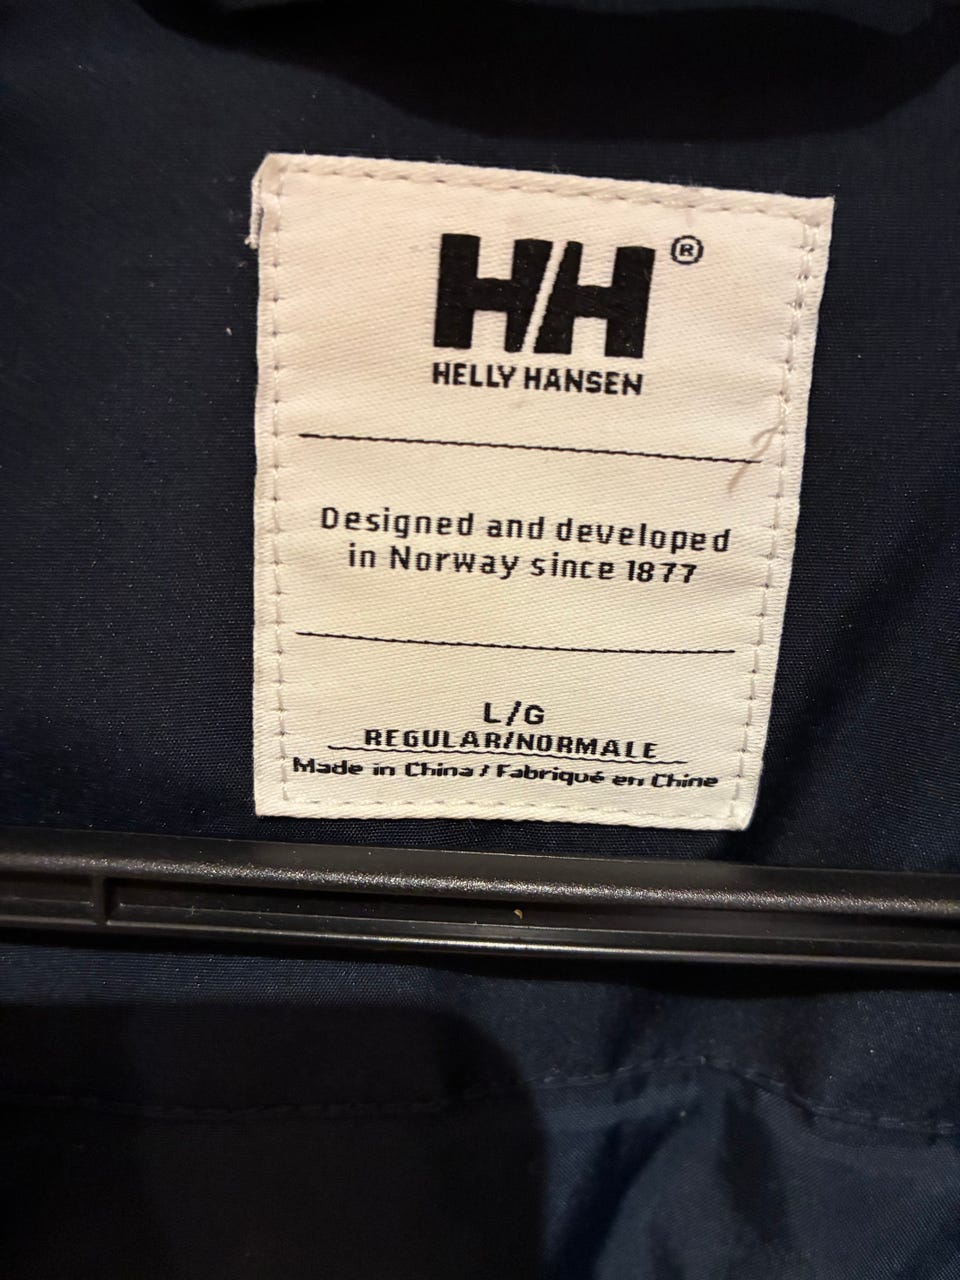 HH®
HELLY HANSEN
Designed and developed
in Norway since 1877
L/G
REGULAR/NORMALE
Made in China / Fabriqué en Chine